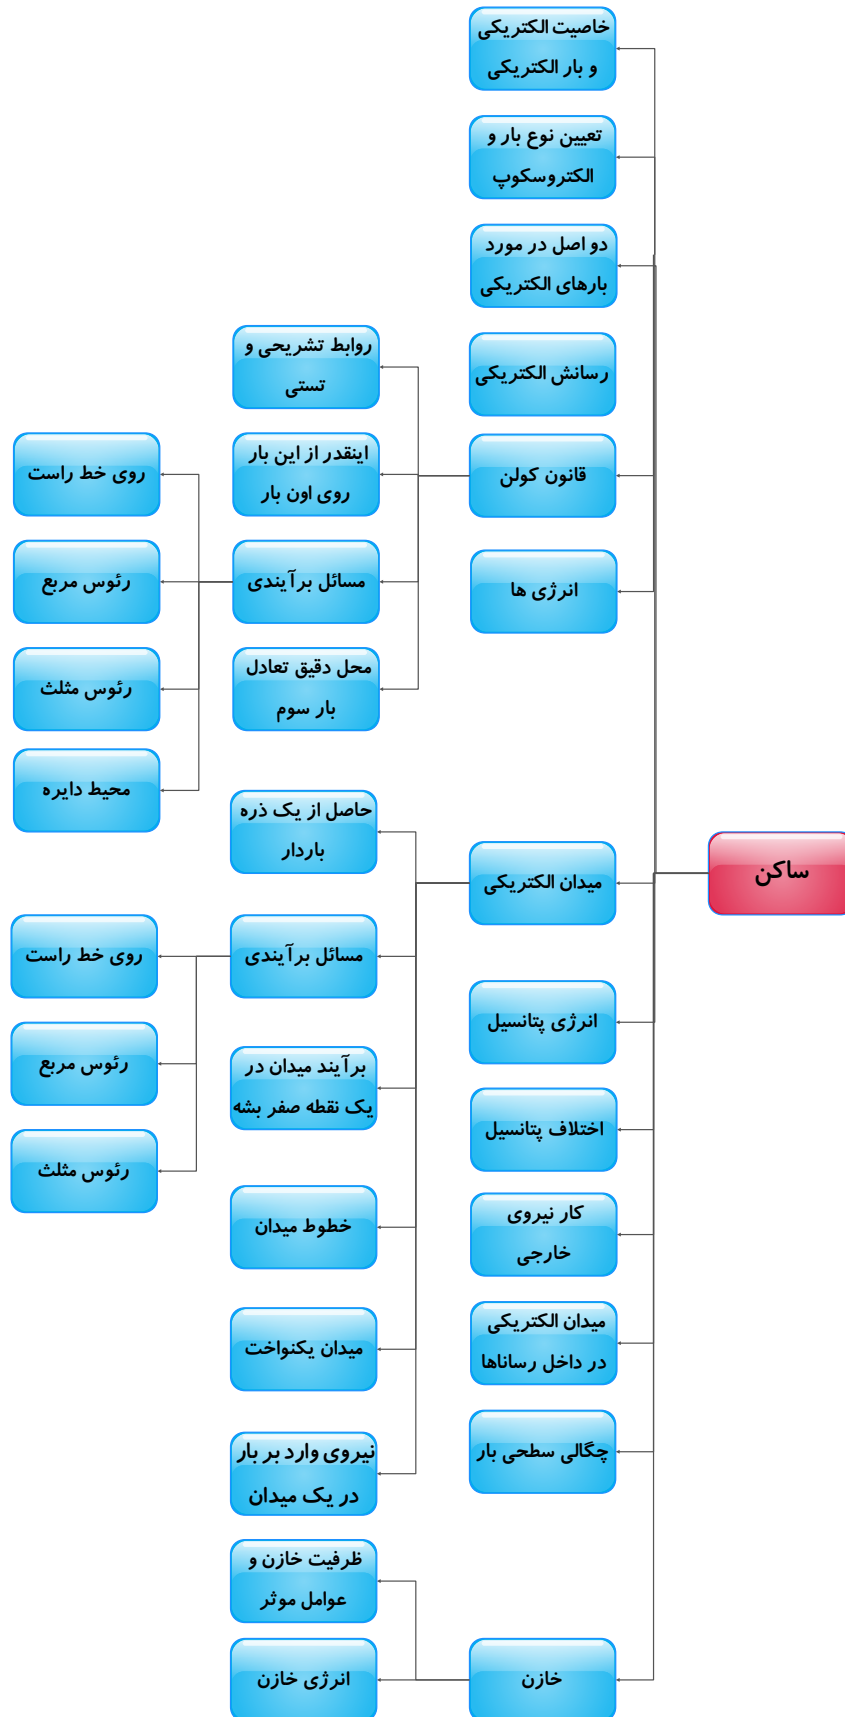 ساکن
خاصیت الکتریکی
و بار الکتریکی
تعیین نوع بار و
الکتروسکوپ
دو اصل در مورد
بارهای الکتریکی
رسانش الکتریکی
قانون کولن
روابط تشریحی و
تستی
اینقدر از این بار
روی اون بار
مسائل برآیندی
روی خط راست
رئوس مربع
رئوس مثلث
محیط دایره
محل دقیق تعادل
بار سوم
انرژی ها
میدان الکتریکی
حاصل از یک ذره
باردار
مسائل برآیندی
روی خط راست
رئوس مربع
رئوس مثلث
برآیند میدان در
یک نقطه صفر بشه
خطوط میدان
میدان یکنواخت
نیروی وارد بر بار
در یک میدان
انرژی پتانسیل
اختلاف پتانسیل
کار نیروی
خارجی
میدان الکتریکی
در داخل رساناها
چگالی سطحی بار
خازن
ظرفیت خازن و
عوامل موثر
انرژی خازن